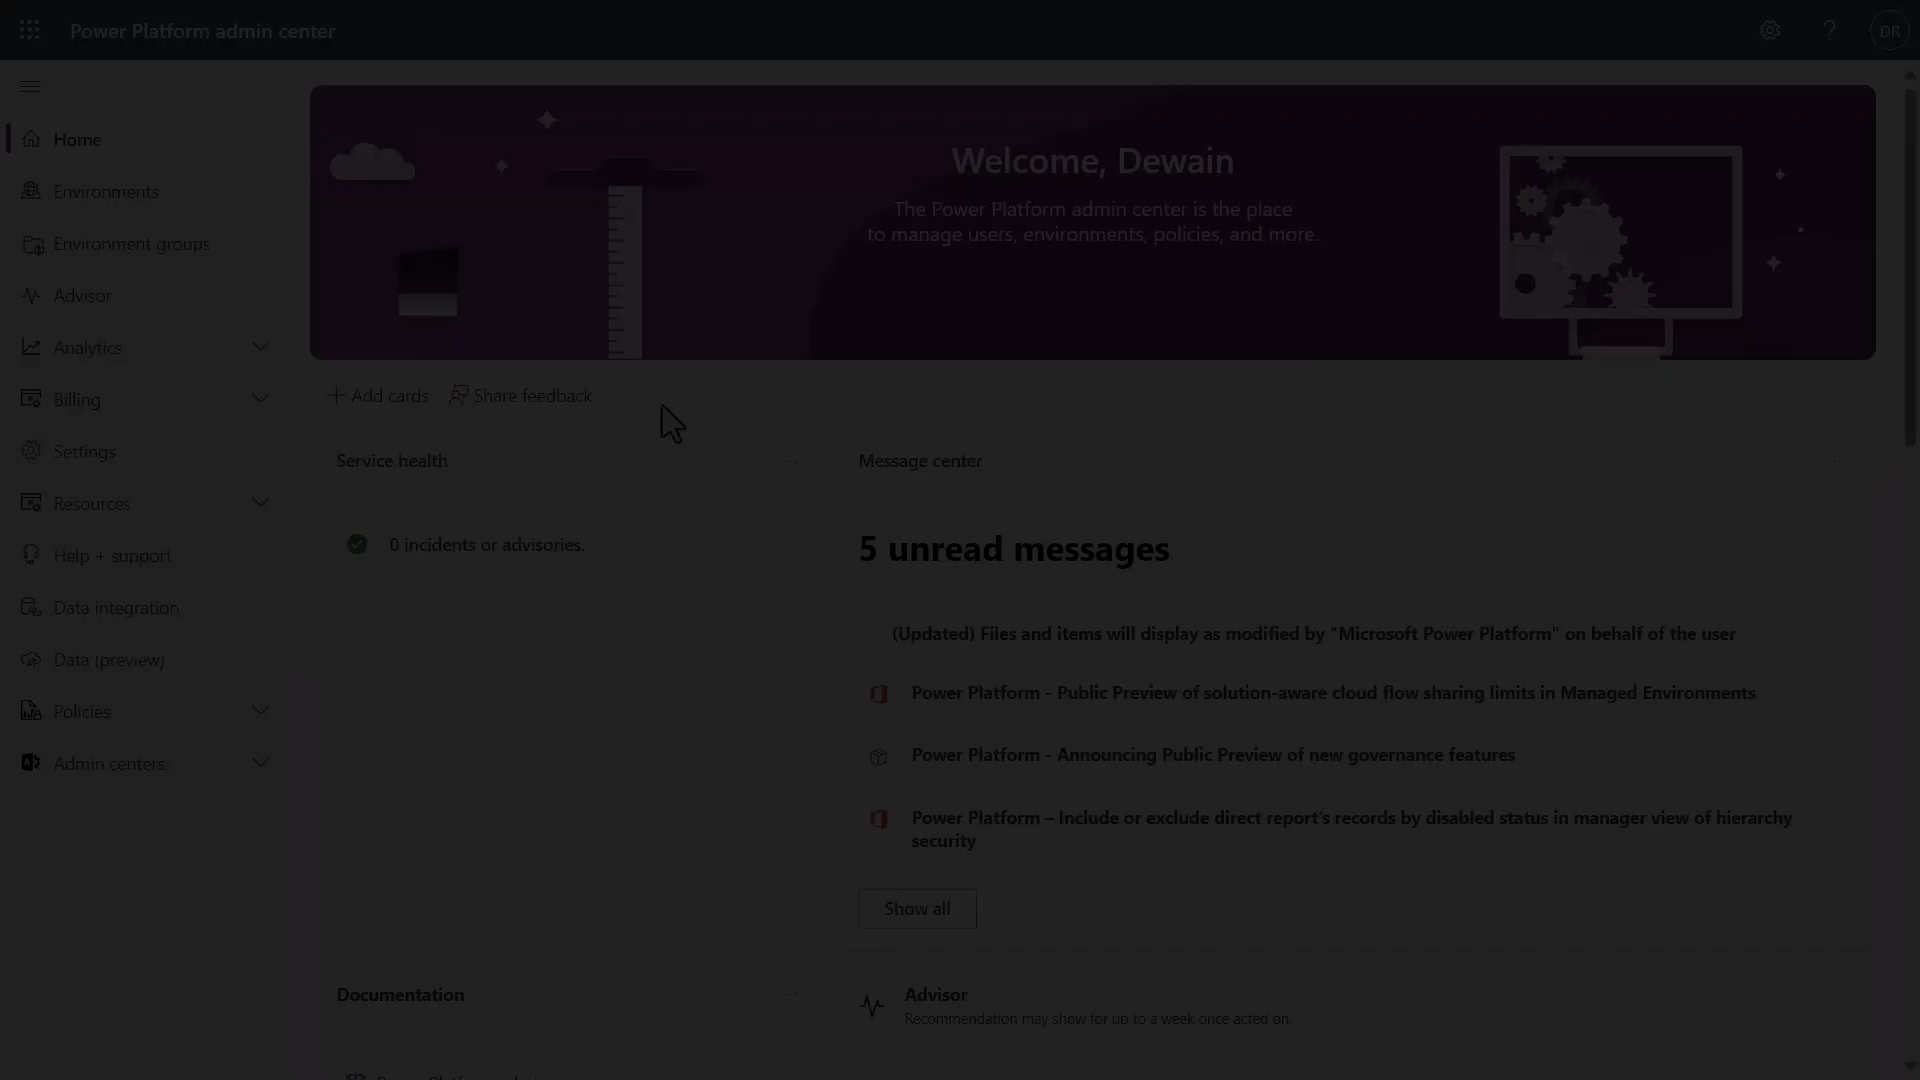 Power Platform admin center
?
DR
Home
Environments
Environment groups
Advisor
Analytics
Billing
Settings
Resources
Help + support
Data integration
Data (preview)
Policies
Admin centers
Welcome, Dewain
The Power Platform admin center is the place
to manage users, environments, policies, and more.
Add cards
Share feedback
Service health
0 incidents or advisories.
Message center
5 unread messages
(Updated) Files and items will display as modified by "Microsoft Power Platform" on behalf of the user
Power Platform - Public Preview of solution-aware cloud flow sharing limits in Managed Environments
Power Platform - Announcing Public Preview of new governance features
Power Platform – Include or exclude direct report's records by disabled status in manager view of hierarchy
security
Show all
Documentation
Advisor
Recommendation may show for up to a week once acted on.